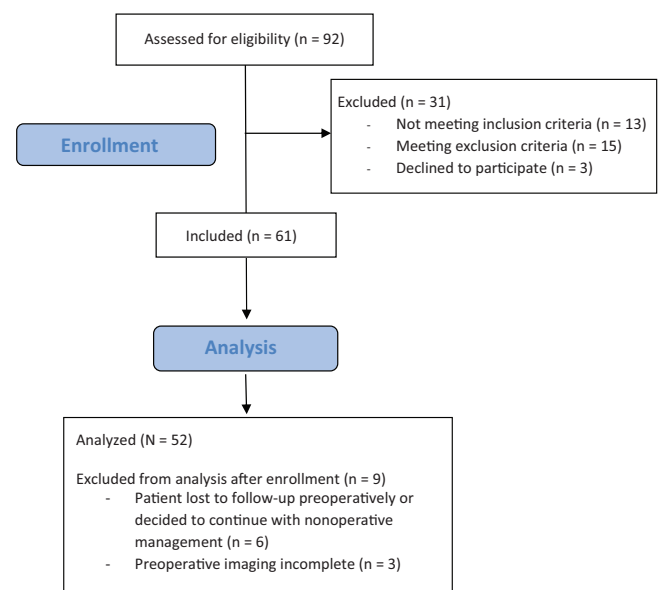 Assessed for eligibility (n = 92)
Excluded (n = 31)
- Not meeting inclusion criteria (n = 13)
- Meeting exclusion criteria (n = 15)
- Declined to participate (n = 3)
Enrollment
Included (n = 61)
Analysis
Analyzed (N = 52)
Excluded from analysis after enrollment (n = 9)
- Patient lost to follow-up preoperatively or
decided to continue with nonoperative
management (n = 6)
- Preoperative imaging incomplete (n = 3)